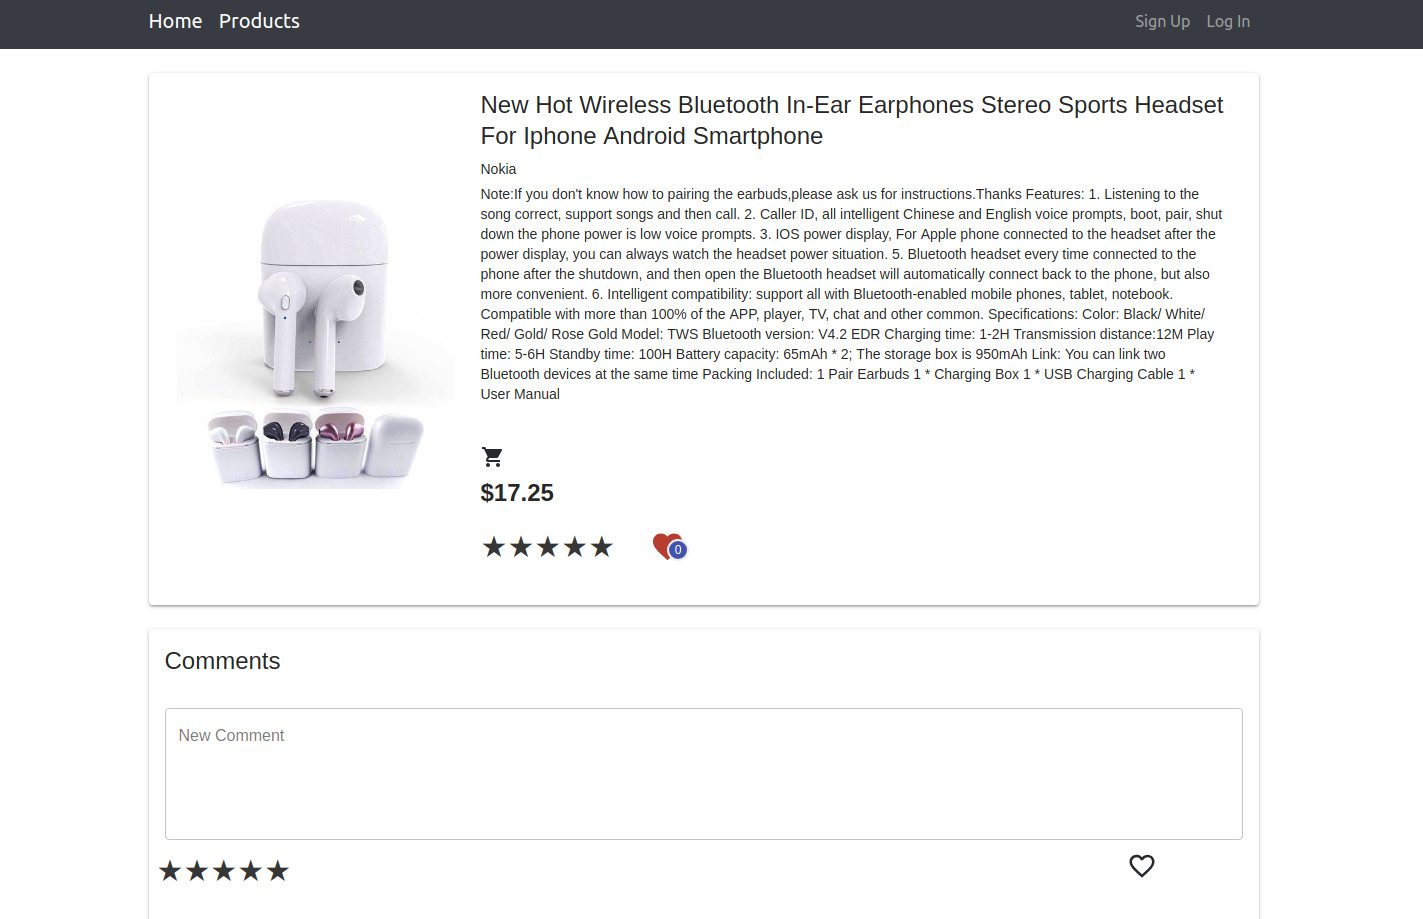 Home Products Sign Up Log In
New Hot Wireless Bluetooth In-Ear Earphones Stereo Sports Headset
For Iphone Android Smartphone
Nokia
Note:If you don't know how to pairing the earbuds,please ask us for instructions.Thanks Features: 1. Listening to the
song correct, support songs and then call. 2. Caller ID, all intelligent Chinese and English voice prompts, boot, pair, shut
down the phone power is low voice prompts. 3. IOS power display, For Apple phone connected to the headset after the
power display, you can always watch the headset power situation. 5. Bluetooth headset every time connected to the
phone after the shutdown, and then open the Bluetooth headset will automatically connect back to the phone, but also
more convenient. 6. Intelligent compatibility: support all with Bluetooth-enabled mobile phones, tablet, notebook.
Compatible with more than 100% of the APP, player, TV, chat and other common. Specifications: Color: Black/ White/
Red/ Gold/ Rose Gold Model: TWS Bluetooth version: V4.2 EDR Charging time: 1-2H Transmission distance:12M Play
time: 5-6H Standby time: 100H Battery capacity: 65mAh * 2; The storage box is 950mAh Link: You can link two
Bluetooth devices at the same time Packing Included: 1 Pair Earbuds 1 * Charging Box 1 * USB Charging Cable 1 *
User Manual
$17.25
0
Comments
New Comment